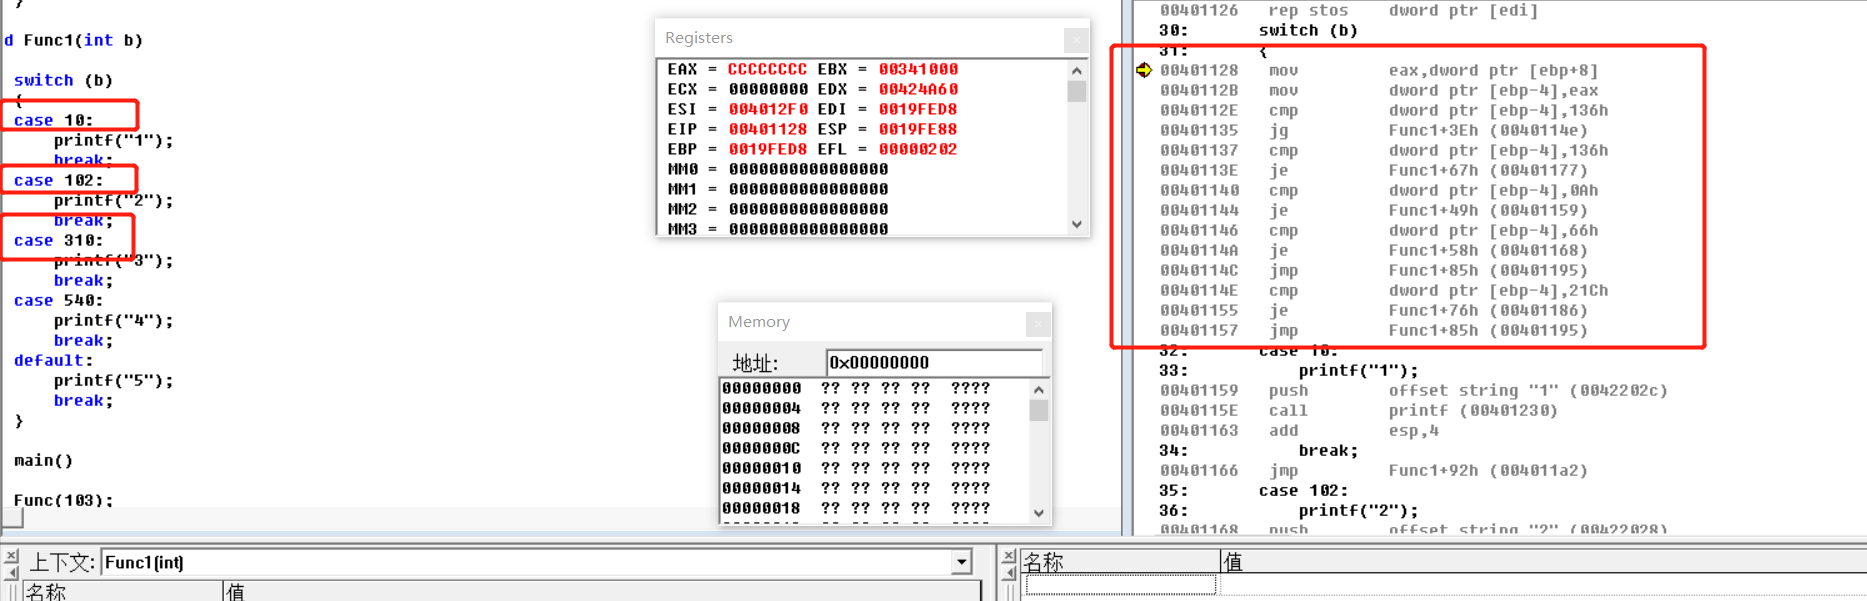 }
d Func1(int b)
switch (b)
{
case 10:
printf("1");
break;
case 102:
printf("2");
break;
case 310:
printf("3");
break;
case 540:
printf("4");
break;
default:
printf("5");
break;
}
main()
Func(103);
Registers
EAX = CCCCCCCC EBX = 00341000
ECX = 00000000 EDX = 00424A60
ESI = 004012F0 EDI = 0019FED8
EIP = 00401128 ESP = 0019FE88
EBP = 0019FED8 EFL = 00000202
MM0 = 0000000000000000
MM1 = 0000000000000000
MM2 = 0000000000000000
MM3 = 0000000000000000
Memory
地址: 0x00000000
00000000 ?? ?? ?? ?? ????
00000004 ?? ?? ?? ?? ????
00000008 ?? ?? ?? ?? ????
0000000C ?? ?? ?? ?? ????
00000010 ?? ?? ?? ?? ????
00000014 ?? ?? ?? ?? ????
00000018 ?? ?? ?? ?? ????
00401126 rep stos dword ptr [edi]
30: switch (b)
31: {
00401128 mov eax,dword ptr [ebp+8]
0040112B mov dword ptr [ebp-4],eax
0040112E cmp dword ptr [ebp-4],136h
00401135 jg Func1+3Eh (0040114e)
00401137 cmp dword ptr [ebp-4],136h
0040113E je Func1+67h (00401177)
00401140 cmp dword ptr [ebp-4],0Ah
00401144 je Func1+49h (00401159)
00401146 cmp dword ptr [ebp-4],66h
0040114A je Func1+58h (00401168)
0040114C jmp Func1+85h (00401195)
0040114E cmp dword ptr [ebp-4],21Ch
00401155 je Func1+76h (00401186)
00401157 jmp Func1+85h (00401195)
32: case 10:
33: printf("1");
00401159 push offset string "1" (0042202c)
0040115E call printf (00401230)
00401163 add esp,4
34: break;
00401166 jmp Func1+92h (004011a2)
35: case 102:
36: printf("2");
00401168 push offset string "2" (00422028)
上下文: Func1(int)
名称 值
名称 值